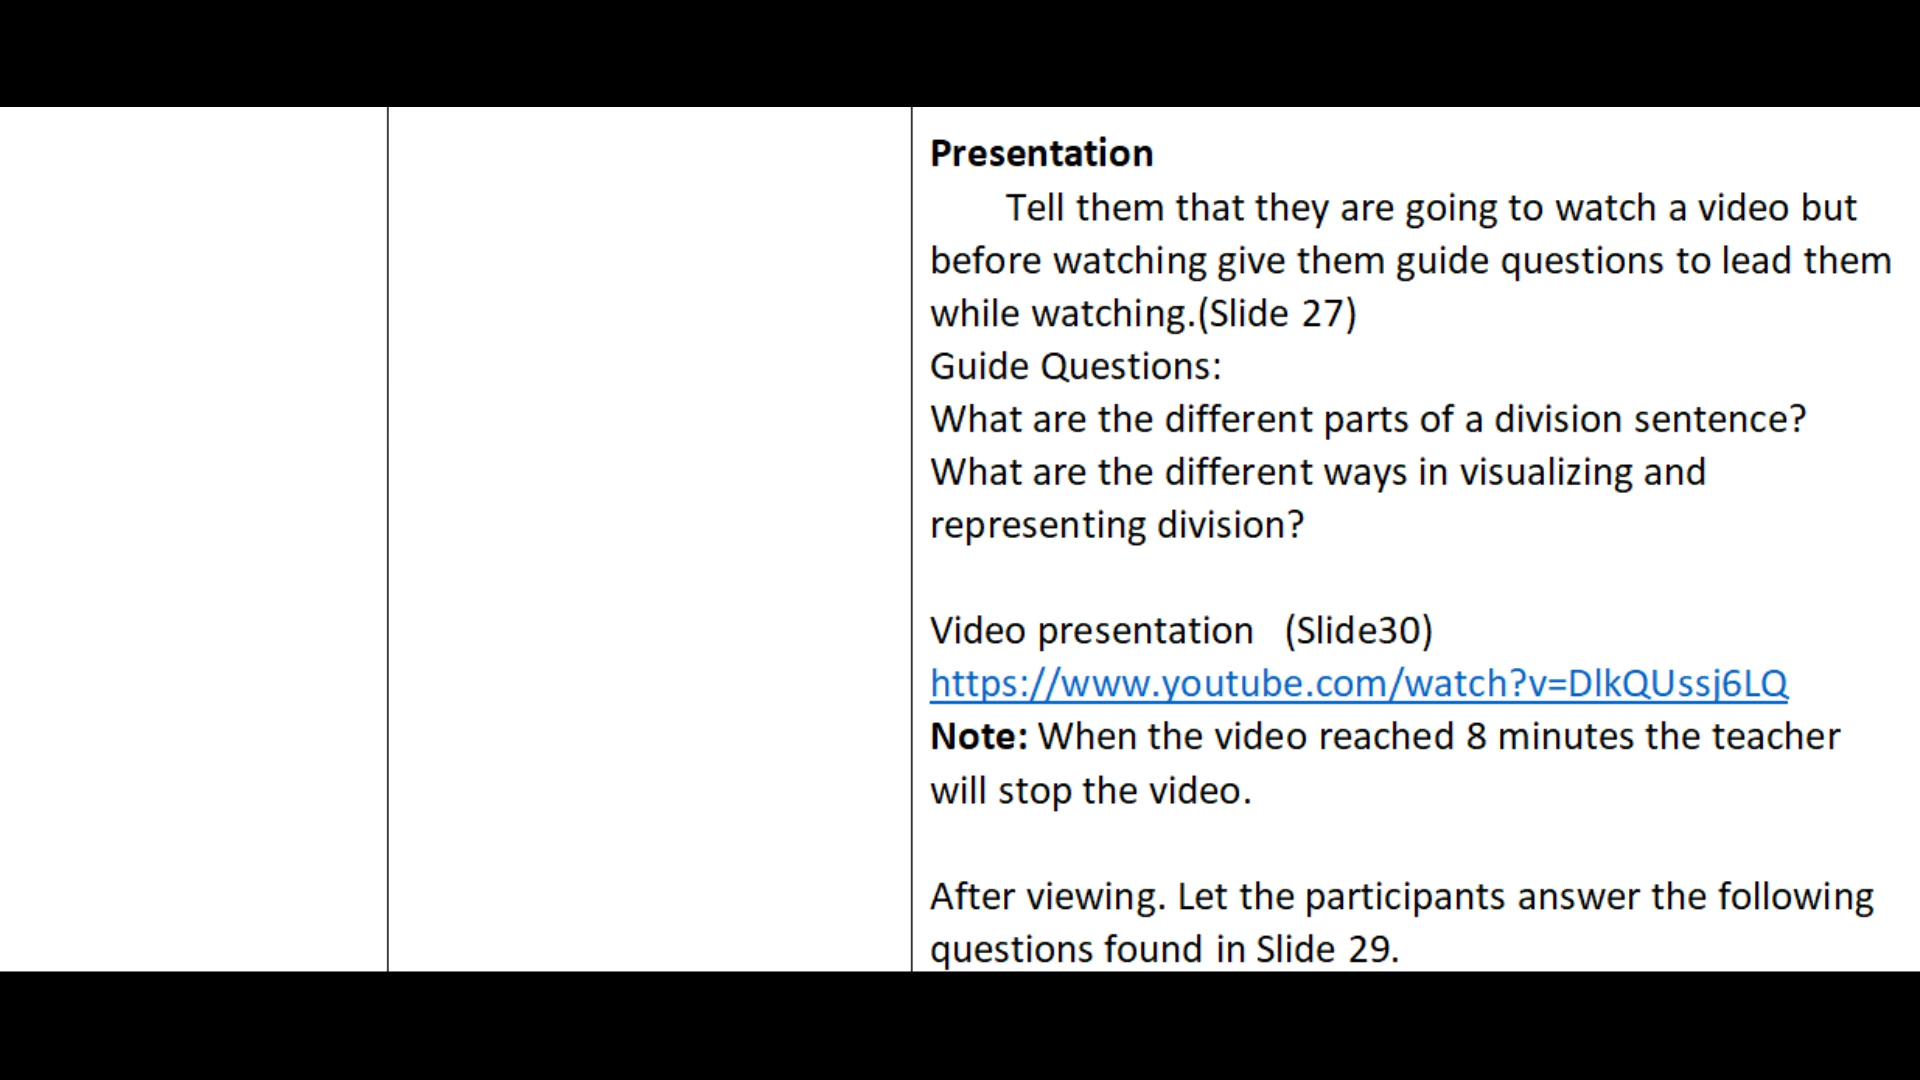 Presentation
Tell them that they are going to watch a video but
before watching give them guide questions to lead them
while watching.(Slide 27)
Guide Questions:
What are the different parts of a division sentence?
What are the different ways in visualizing and
representing division?
Video presentation   (Slide30)
https://www.youtube.com/watch?v=DlkQUssj6LQ
Note: When the video reached 8 minutes the teacher
will stop the video.
After viewing. Let the participants answer the following
questions found in Slide 29.